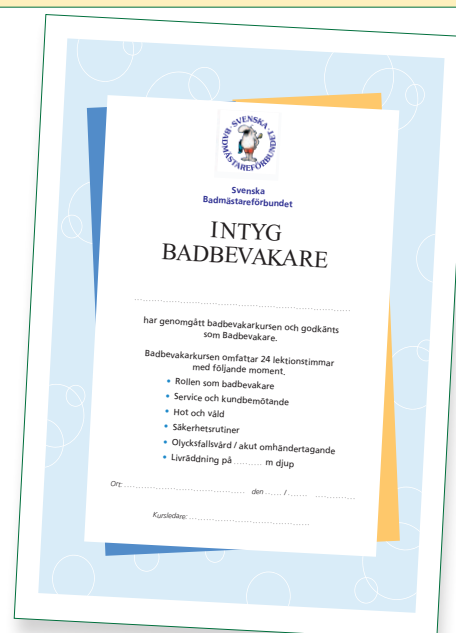 SVENSKA
BADMÄSTAREFÖRBUNDET
Svenska
Badmästareförbundet
INTYG
BADBEVAKARE
har genomgått badbevakarkursen och godkänts
som Badbevakare.
Badbevakarkursen omfattar 24 lektionstimmar
med följande moment.
• Rollen som badbevakare
• Service och kundbemötande
• Hot och våld
• Säkerhetsrutiner
• Olycksfallsvård / akut omhändertagande
• Livräddning på ......... m djup
Ort: ............................................. den ...... / ....... ...............
Kursledare: .............................................